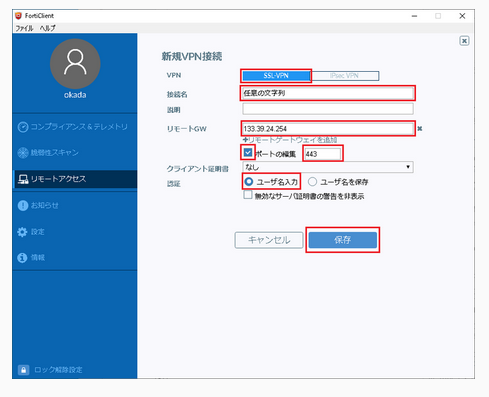 FortiClient
ファイル ヘルプ
okada
コンプライアンス&テレメトリ
脆弱性スキャン
リモートアクセス
お知らせ
設定
情報
ロック解除設定
新規VPN接続
VPN SSL-VPN IPsec VPN
接続名 任意の文字列
説明
リモートGW 133.39.24.254
+リモートゲートウェイを追加
ポートの編集 443
クライアント証明書 なし
認証 ユーザ名入力 ユーザ名を保存
無効なサーバ証明書の警告を非表示
キャンセル 保存